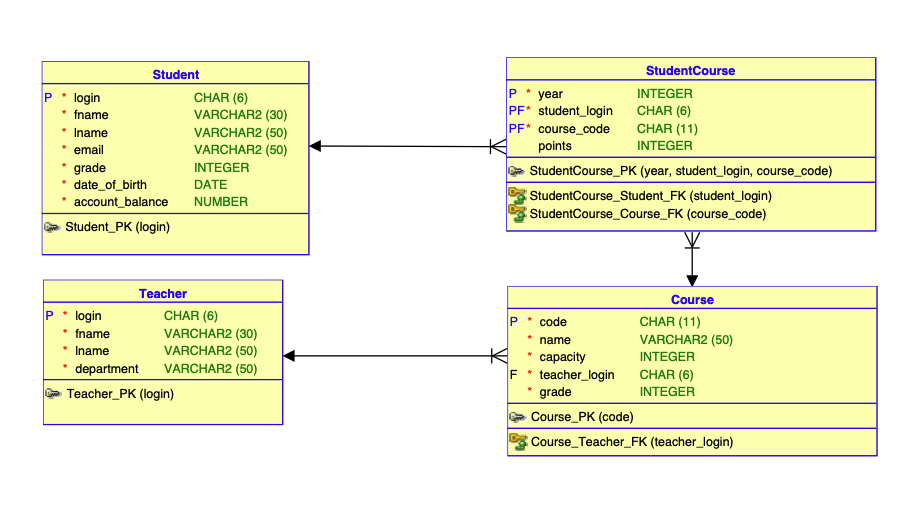 Student
P * login CHAR (6)
* fname VARCHAR2 (30)
* lname VARCHAR2 (50)
* email VARCHAR2 (50)
* grade INTEGER
* date_of_birth DATE
* account_balance NUMBER
Student_PK (login)
StudentCourse
P * year INTEGER
PF* student_login CHAR (6)
PF* course_code CHAR (11)
points INTEGER
StudentCourse_PK (year, student_login, course_code)
StudentCourse_Student_FK (student_login)
StudentCourse_Course_FK (course_code)
Teacher
P * login CHAR (6)
* fname VARCHAR2 (30)
* lname VARCHAR2 (50)
* department VARCHAR2 (50)
Teacher_PK (login)
Course
P * code CHAR (11)
* name VARCHAR2 (50)
* capacity INTEGER
F * teacher_login CHAR (6)
* grade INTEGER
Course_PK (code)
Course_Teacher_FK (teacher_login)